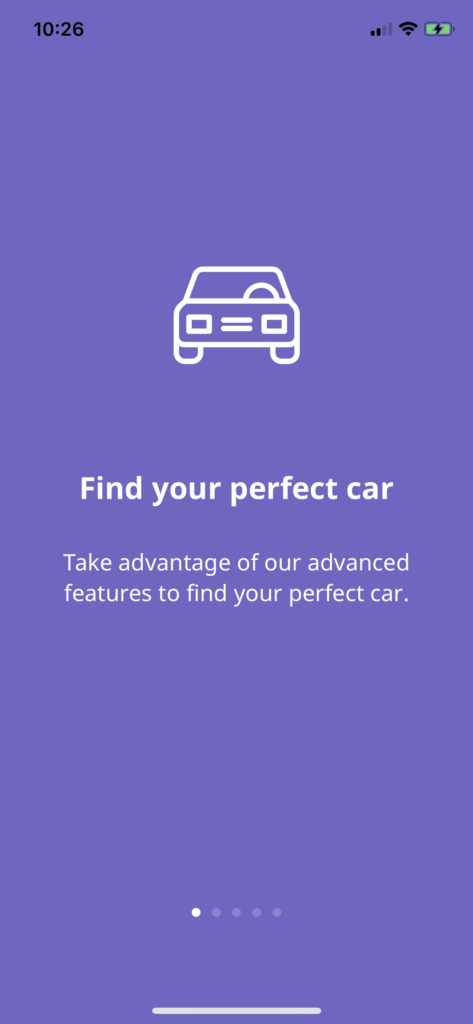 10:26
Find your perfect car
Take advantage of our advanced
features to find your perfect car.